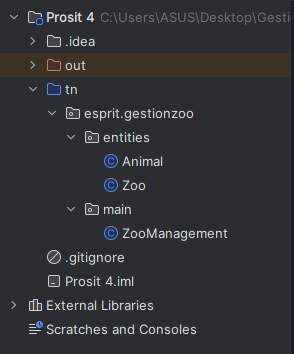 Prosit 4 C:\Users\ASUS\Desktop\Gesti
.idea
out
tn
esprit.gestionzoo
entities
Animal
Zoo
main
ZooManagement
.gitignore
Prosit 4.iml
External Libraries
Scratches and Consoles